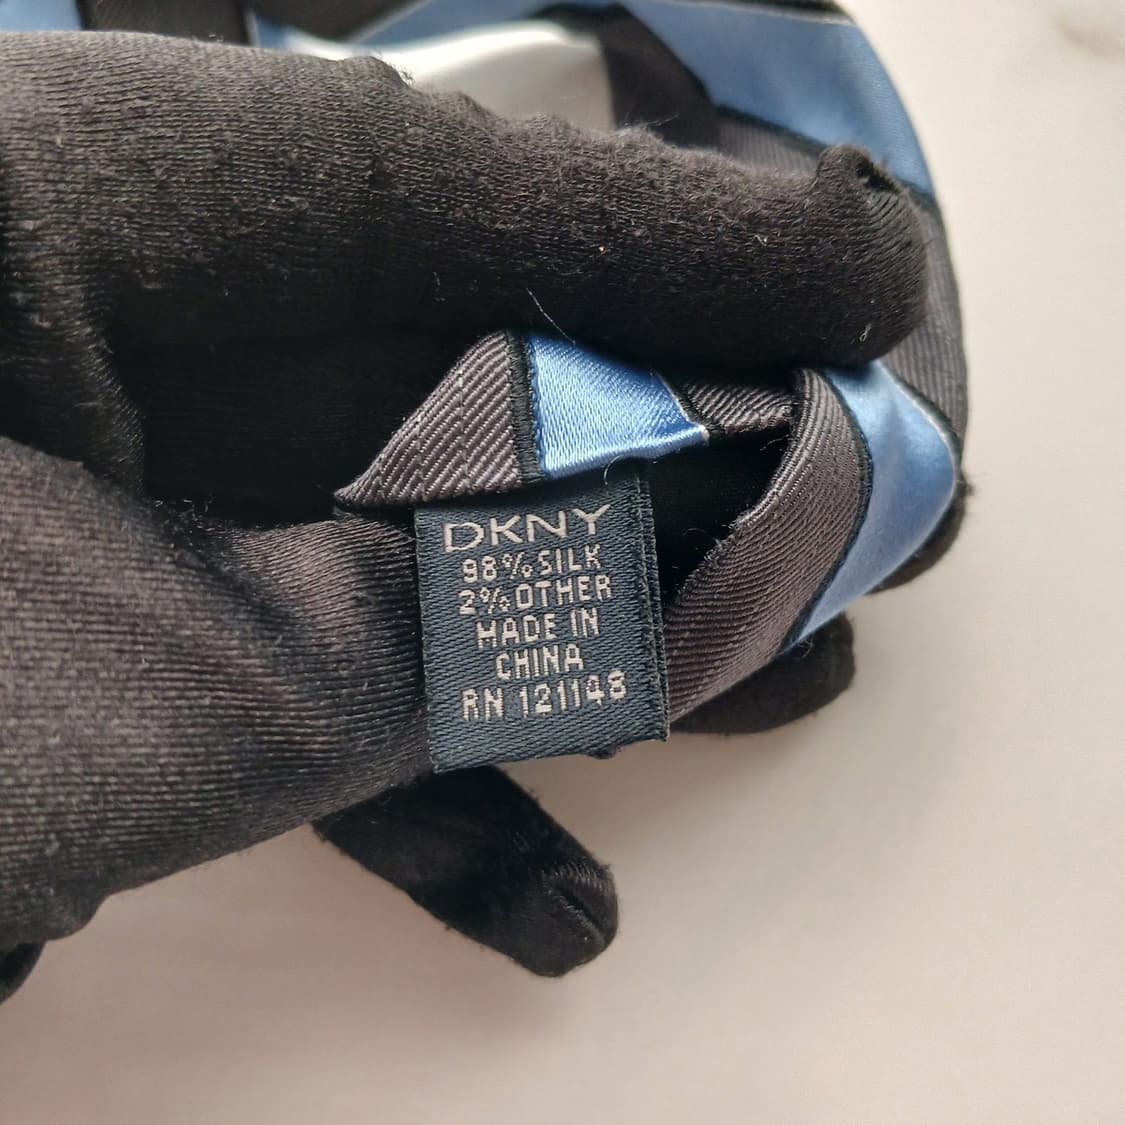 DKNY
98% SILK
2% OTHER
MADE IN
CHINA
RN 121148